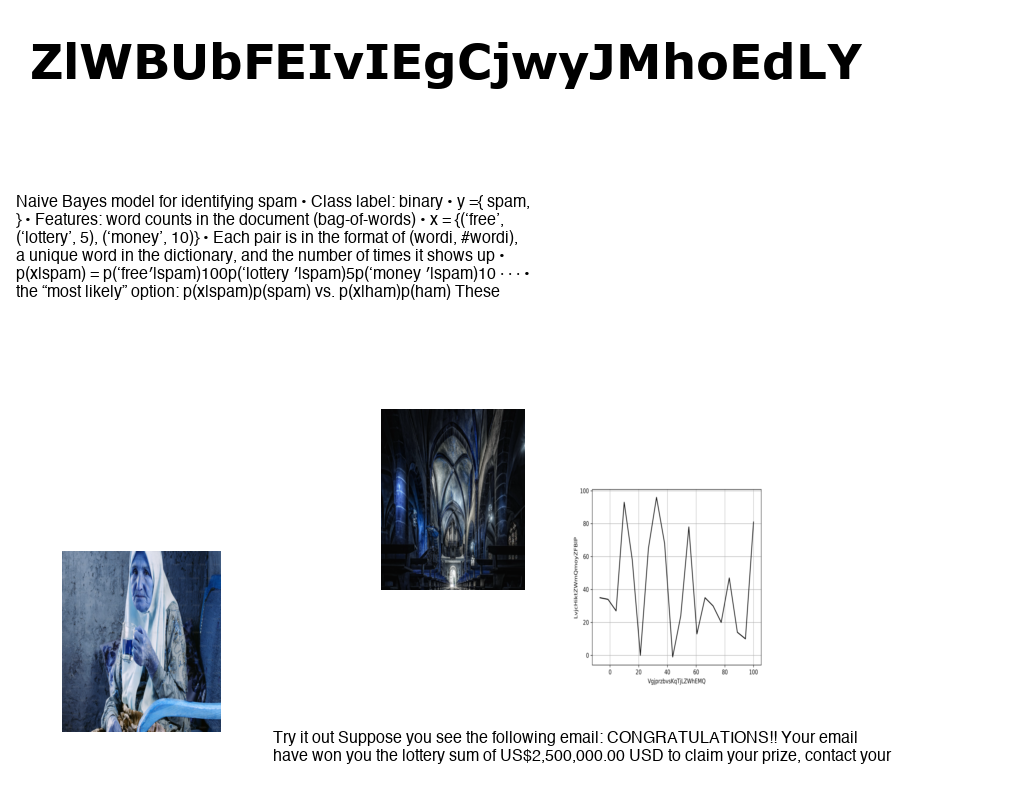 ZlWBUbFEIvIEgCjwyJMhoEdLY
Naive Bayes model for identifying spam • Class label: binary • y ={ spam,
} • Features: word counts in the document (bag-of-words) • x = {(‘free’,
(‘lottery’, 5), (‘money’, 10)} • Each pair is in the format of (wordi, #wordi),
a unique word in the dictionary, and the number of times it shows up •
p(x|spam) = p(‘free′|spam)100p(‘lottery ′|spam)5p(‘money ′|spam)10 · · · •
the “most likely” option: p(x|spam)p(spam) vs. p(x|ham)p(ham) These
100
80
60
40
20
0
0 20 40 60 80 100
Try it out Suppose you see the following email: CONGRATULATIONS!! Your email
have won you the lottery sum of US$2,500,000.00 USD to claim your prize, contact your